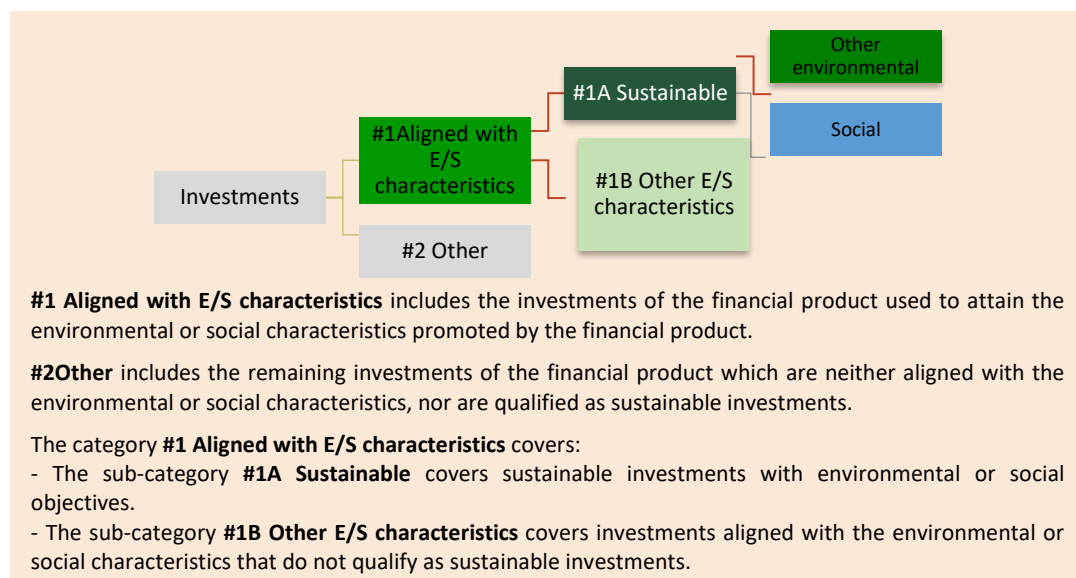 Other
environmental
#1A Sustainable
#1Aligned with
E/S
characteristics
Social
#1B Other E/S
characteristics
Investments
#2 Other
#1 Aligned with E/S characteristics includes the investments of the financial product used to attain the
environmental or social characteristics promoted by the financial product.
#2Other includes the remaining investments of the financial product which are neither aligned with the
environmental or social characteristics, nor are qualified as sustainable investments.
The category #1 Aligned with E/S characteristics covers:
- The sub-category #1A Sustainable covers sustainable investments with environmental or social
objectives.
- The sub-category #1B Other E/S characteristics covers investments aligned with the environmental or
social characteristics that do not qualify as sustainable investments.